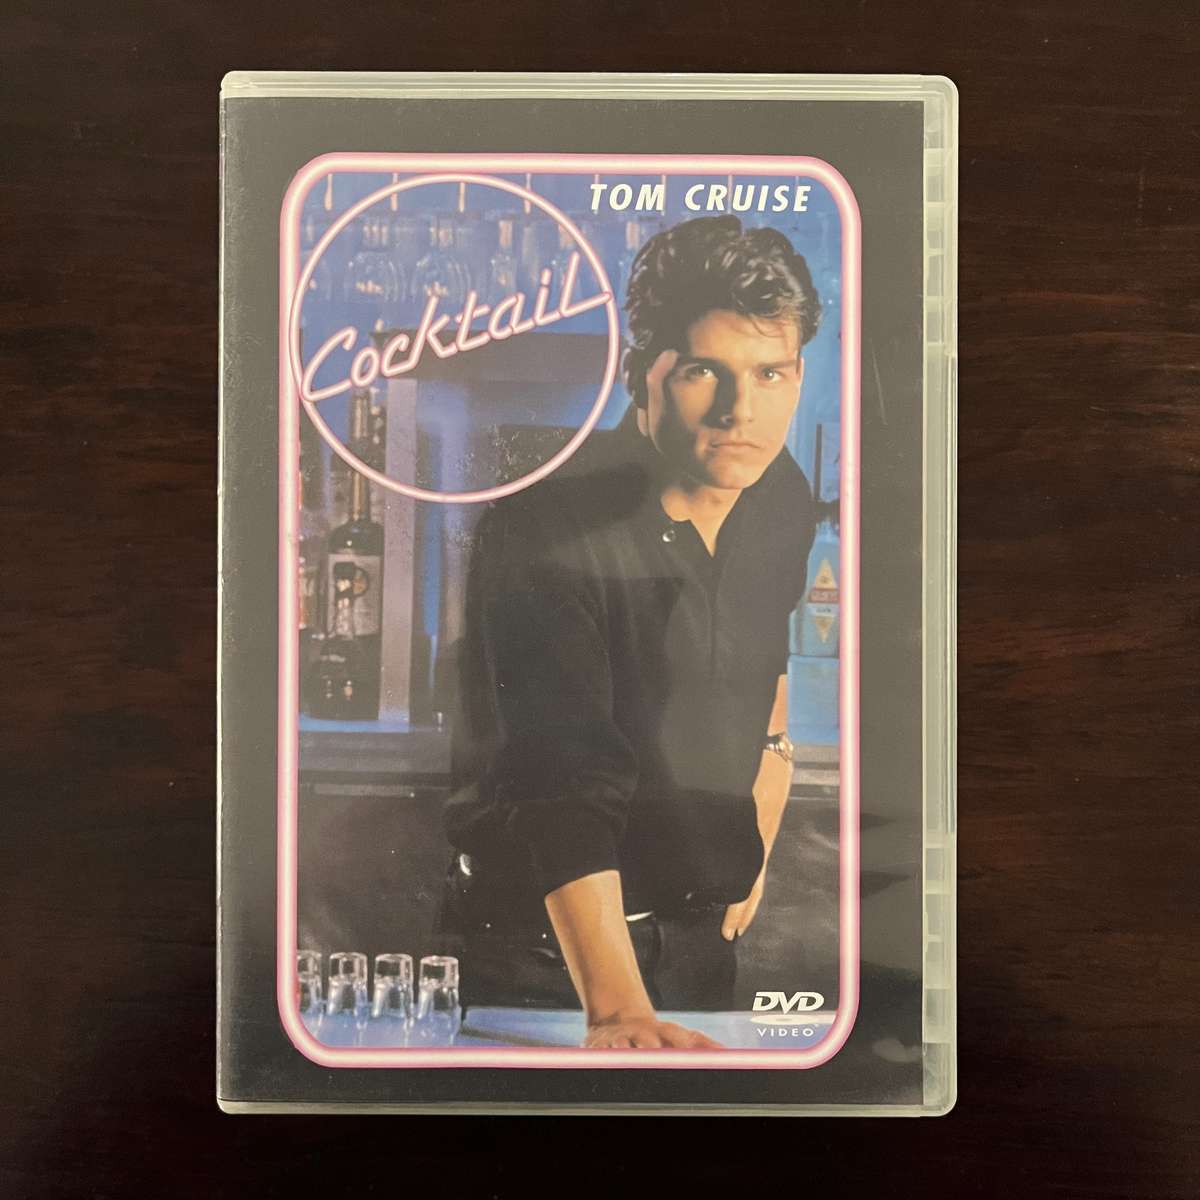 TOM CRUISE
Cocktail
DVD
VIDEO